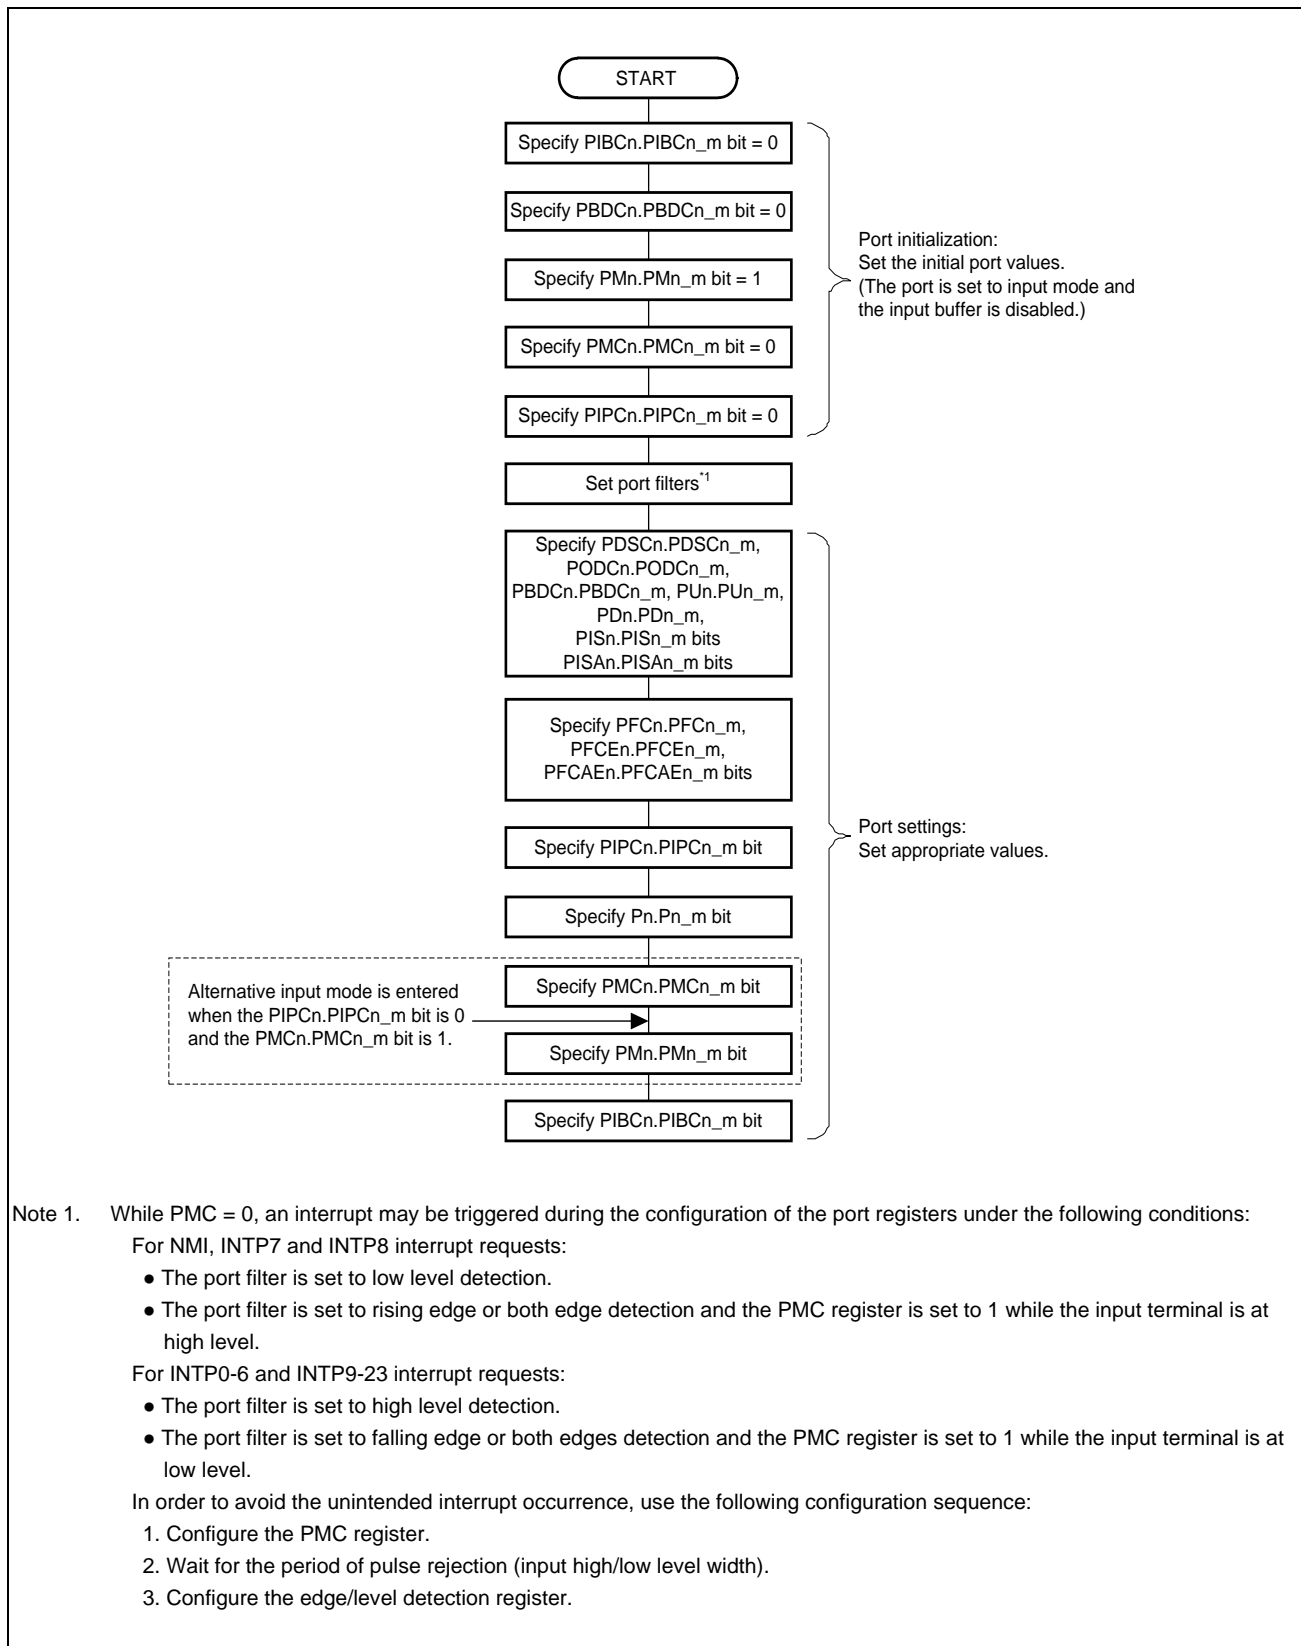 START
Specify PIBCn.PIBCn_m bit = 0
Specify PBDCn.PBDCn_m bit = 0
Specify PMn.PMn_m bit = 1
Specify PMCn.PMCn_m bit = 0
Specify PIPCn.PIPCn_m bit = 0
Port initialization:
Set the initial port values.
(The port is set to input mode and
the input buffer is disabled.)
Set port filters*1
Specify PDSCn.PDSCn_m,
PODCn.PODCn_m,
PBDCn.PBDCn_m, PUn.PUn_m,
PDn.PDn_m,
PISn.PISn_m bits
PISAn.PISAn_m bits
Specify PFCn.PFCn_m,
PFCEn.PFCEn_m,
PFCAEn.PFCAEn_m bits
Specify PIPCn.PIPCn_m bit
Port settings:
Set appropriate values.
Specify Pn.Pn_m bit
Alternative input mode is entered
when the PIPCn.PIPCn_m bit is 0
and the PMCn.PMCn_m bit is 1.
Specify PMCn.PMCn_m bit
Specify PMn.PMn_m bit
Specify PIBCn.PIBCn_m bit
Note 1. While PMC = 0, an interrupt may be triggered during the configuration of the port registers under the following conditions:
For NMI, INTP7 and INTP8 interrupt requests:
● The port filter is set to low level detection.
● The port filter is set to rising edge or both edge detection and the PMC register is set to 1 while the input terminal is at
high level.
For INTP0-6 and INTP9-23 interrupt requests:
● The port filter is set to high level detection.
● The port filter is set to falling edge or both edges detection and the PMC register is set to 1 while the input terminal is at
low level.
In order to avoid the unintended interrupt occurrence, use the following configuration sequence:
1. Configure the PMC register.
2. Wait for the period of pulse rejection (input high/low level width).
3. Configure the edge/level detection register.